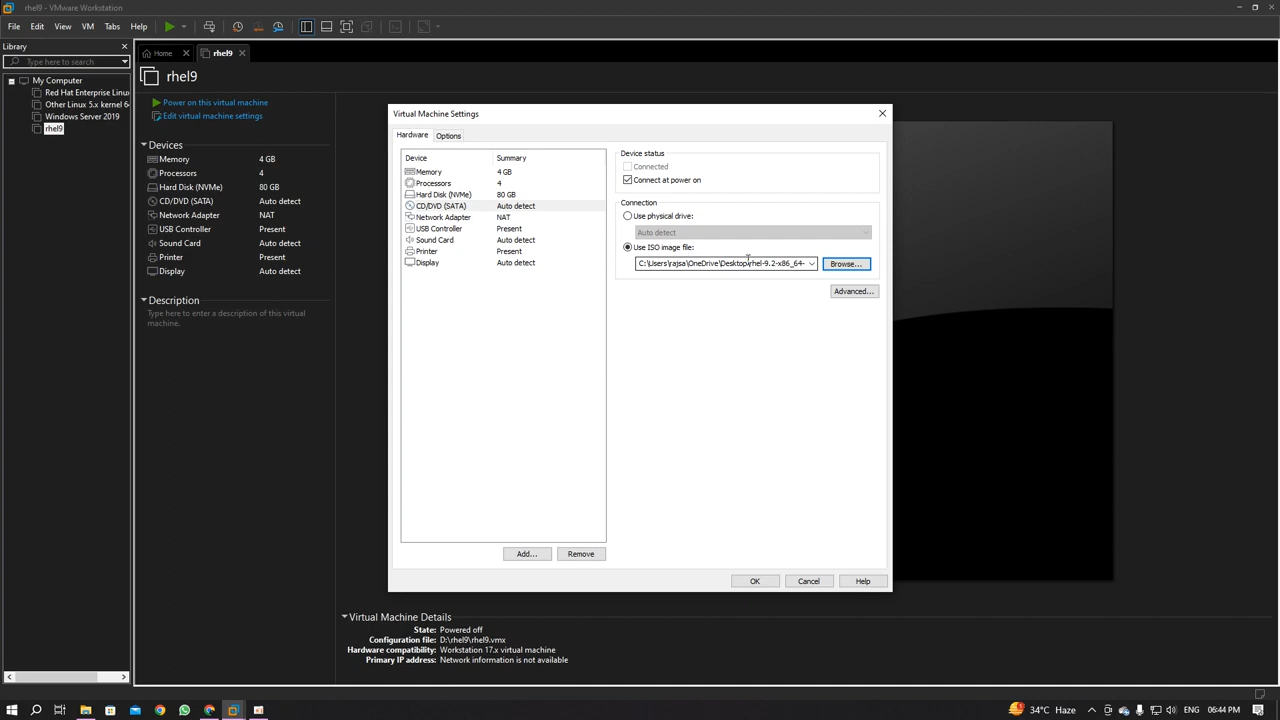 rhel9 - VMware Workstation
File Edit View VM Tabs Help
Library
Type here to search
My Computer
Red Hat Enterprise Linu
Other Linux 5.x kernel 6
Windows Server 2019
rhel9
Home rhel9
rhel9
Power on this virtual machine
Edit virtual machine settings
Devices
Memory 4 GB
Processors 4
Hard Disk (NVMe) 80 GB
CD/DVD (SATA) Auto detect
Network Adapter NAT
USB Controller Present
Sound Card Auto detect
Printer Present
Display Auto detect
Description
Type here to enter a description of this virtual
machine.
Virtual Machine Settings
Hardware Options
Device Summary
Memory 4 GB
Processors 4
Hard Disk (NVMe) 80 GB
CD/DVD (SATA) Auto detect
Network Adapter NAT
USB Controller Present
Sound Card Auto detect
Printer Present
Display Auto detect
Add... Remove
Device status
Connected
Connect at power on
Connection
Use physical drive:
Auto detect
Use ISO image file:
C:\Users\rajsa\OneDrive\Desktop\rhel-9.2-x86_64- Browse...
Advanced...
OK Cancel Help
Virtual Machine Details
State: Powered off
Configuration file: D:\rhel9\rhel9.vmx
Hardware compatibility: Workstation 17.x virtual machine
Primary IP address: Network information is not available
34°C Haze ENG 06:44 PM